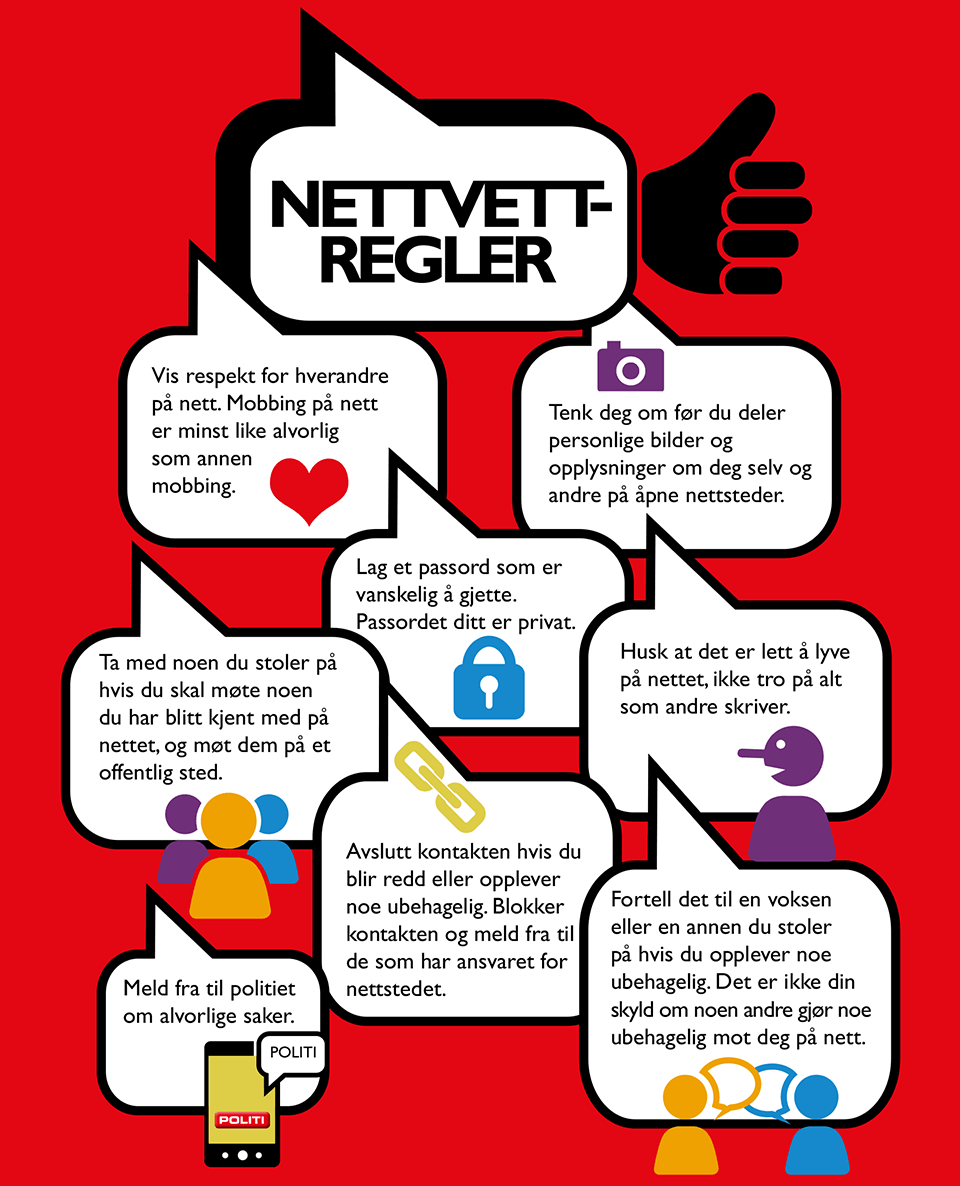 NETTVETT-
REGLER
Vis respekt for hverandre
på nett. Mobbing på nett
er minst like alvorlig
som annen
mobbing.
Tenk deg om før du deler
personlige bilder og
opplysninger om deg selv og
andre på åpne nettsteder.
Lag et passord som er
vanskelig å gjette.
Passordet ditt er privat.
Husk at det er lett å lyve
på nettet, ikke tro på alt
som andre skriver.
Ta med noen du stoler på
hvis du skal møte noen
du har blitt kjent med på
nettet, og møt dem på et
offentlig sted.
Avslutt kontakten hvis du
blir redd eller opplever
noe ubehagelig. Blokker
kontakten og meld fra til
de som har ansvaret for
nettstedet.
Fortell det til en voksen
eller en annen du stoler
på hvis du opplever noe
ubehagelig. Det er ikke din
skyld om noen andre gjør noe
ubehagelig mot deg på nett.
Meld fra til politiet
om alvorlige saker.
POLITI
POLITI